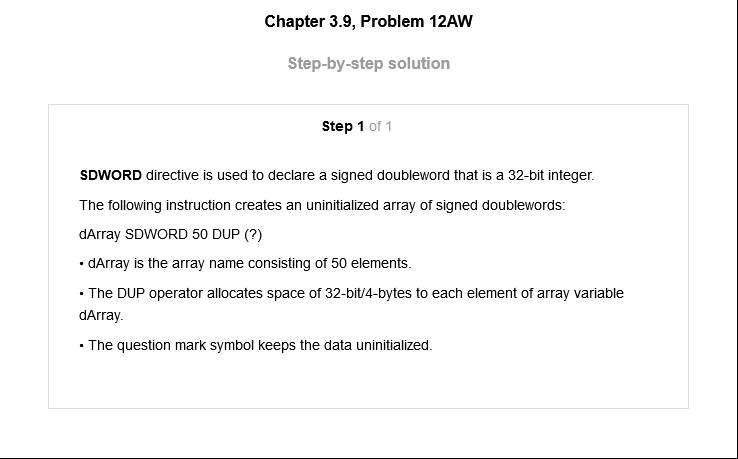 Chapter 3.9, Problem 12AW
Step-by-step solution
Step 1 of 1
SDWORD directive is used to declare a signed doubleword that is a 32-bit integer.
The following instruction creates an uninitialized array of signed doublewords:
dArray SDWORD 50 DUP (?)
• dArray is the array name consisting of 50 elements.
• The DUP operator allocates space of 32-bit/4-bytes to each element of array variable
dArray.
• The question mark symbol keeps the data uninitialized.